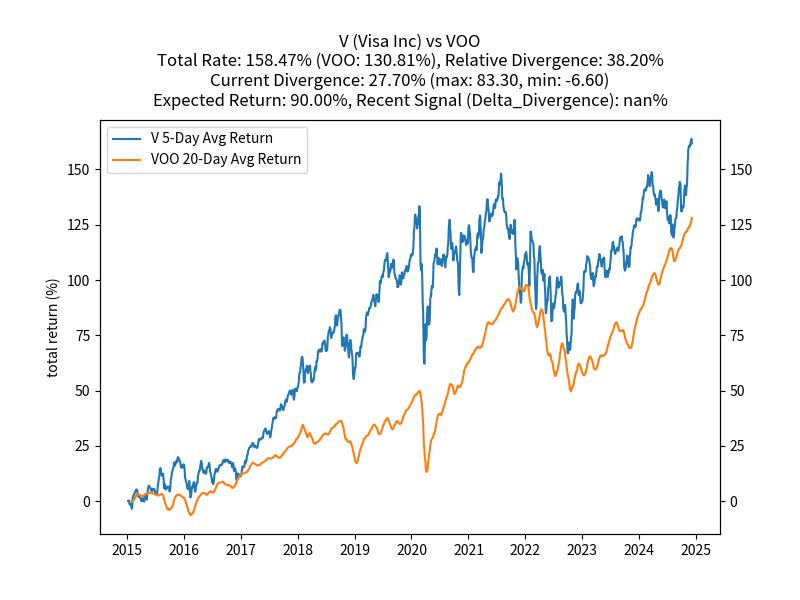 V (Visa Inc) vs VOO
Total Rate: 158.47% (VOO: 130.81%), Relative Divergence: 38.20%
Current Divergence: 27.70% (max: 83.30, min: -6.60)
Expected Return: 90.00%, Recent Signal (Delta_Divergence): nan%
V 5-Day Avg Return
VOO 20-Day Avg Return
total return (%)
150 150
125 125
100 100
75 75
50 50
25 25
0 0
2015 2016 2017 2018 2019 2020 2021 2022 2023 2024 2025